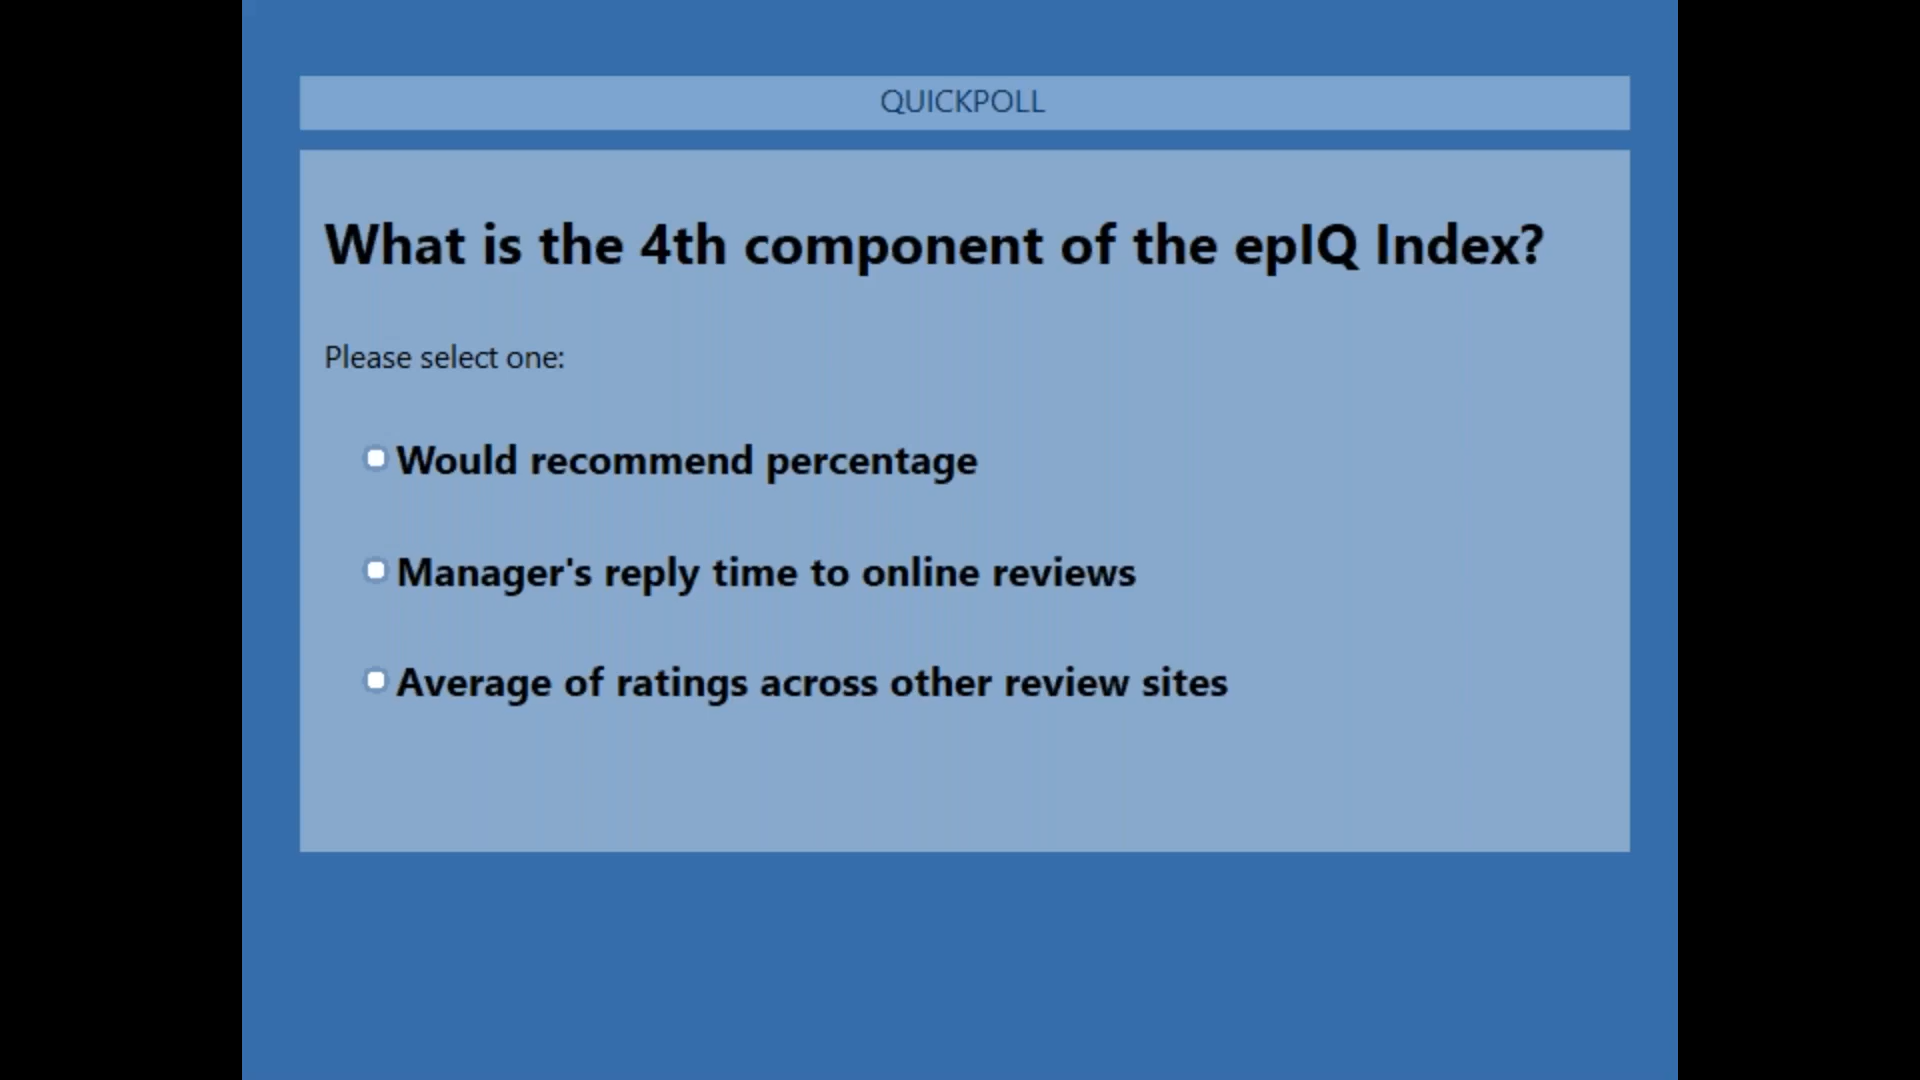 QUICKPOLL
What is the 4th component of the epIQ Index?
Please select one:
Would recommend percentage
Manager's reply time to online reviews
Average of ratings across other review sites